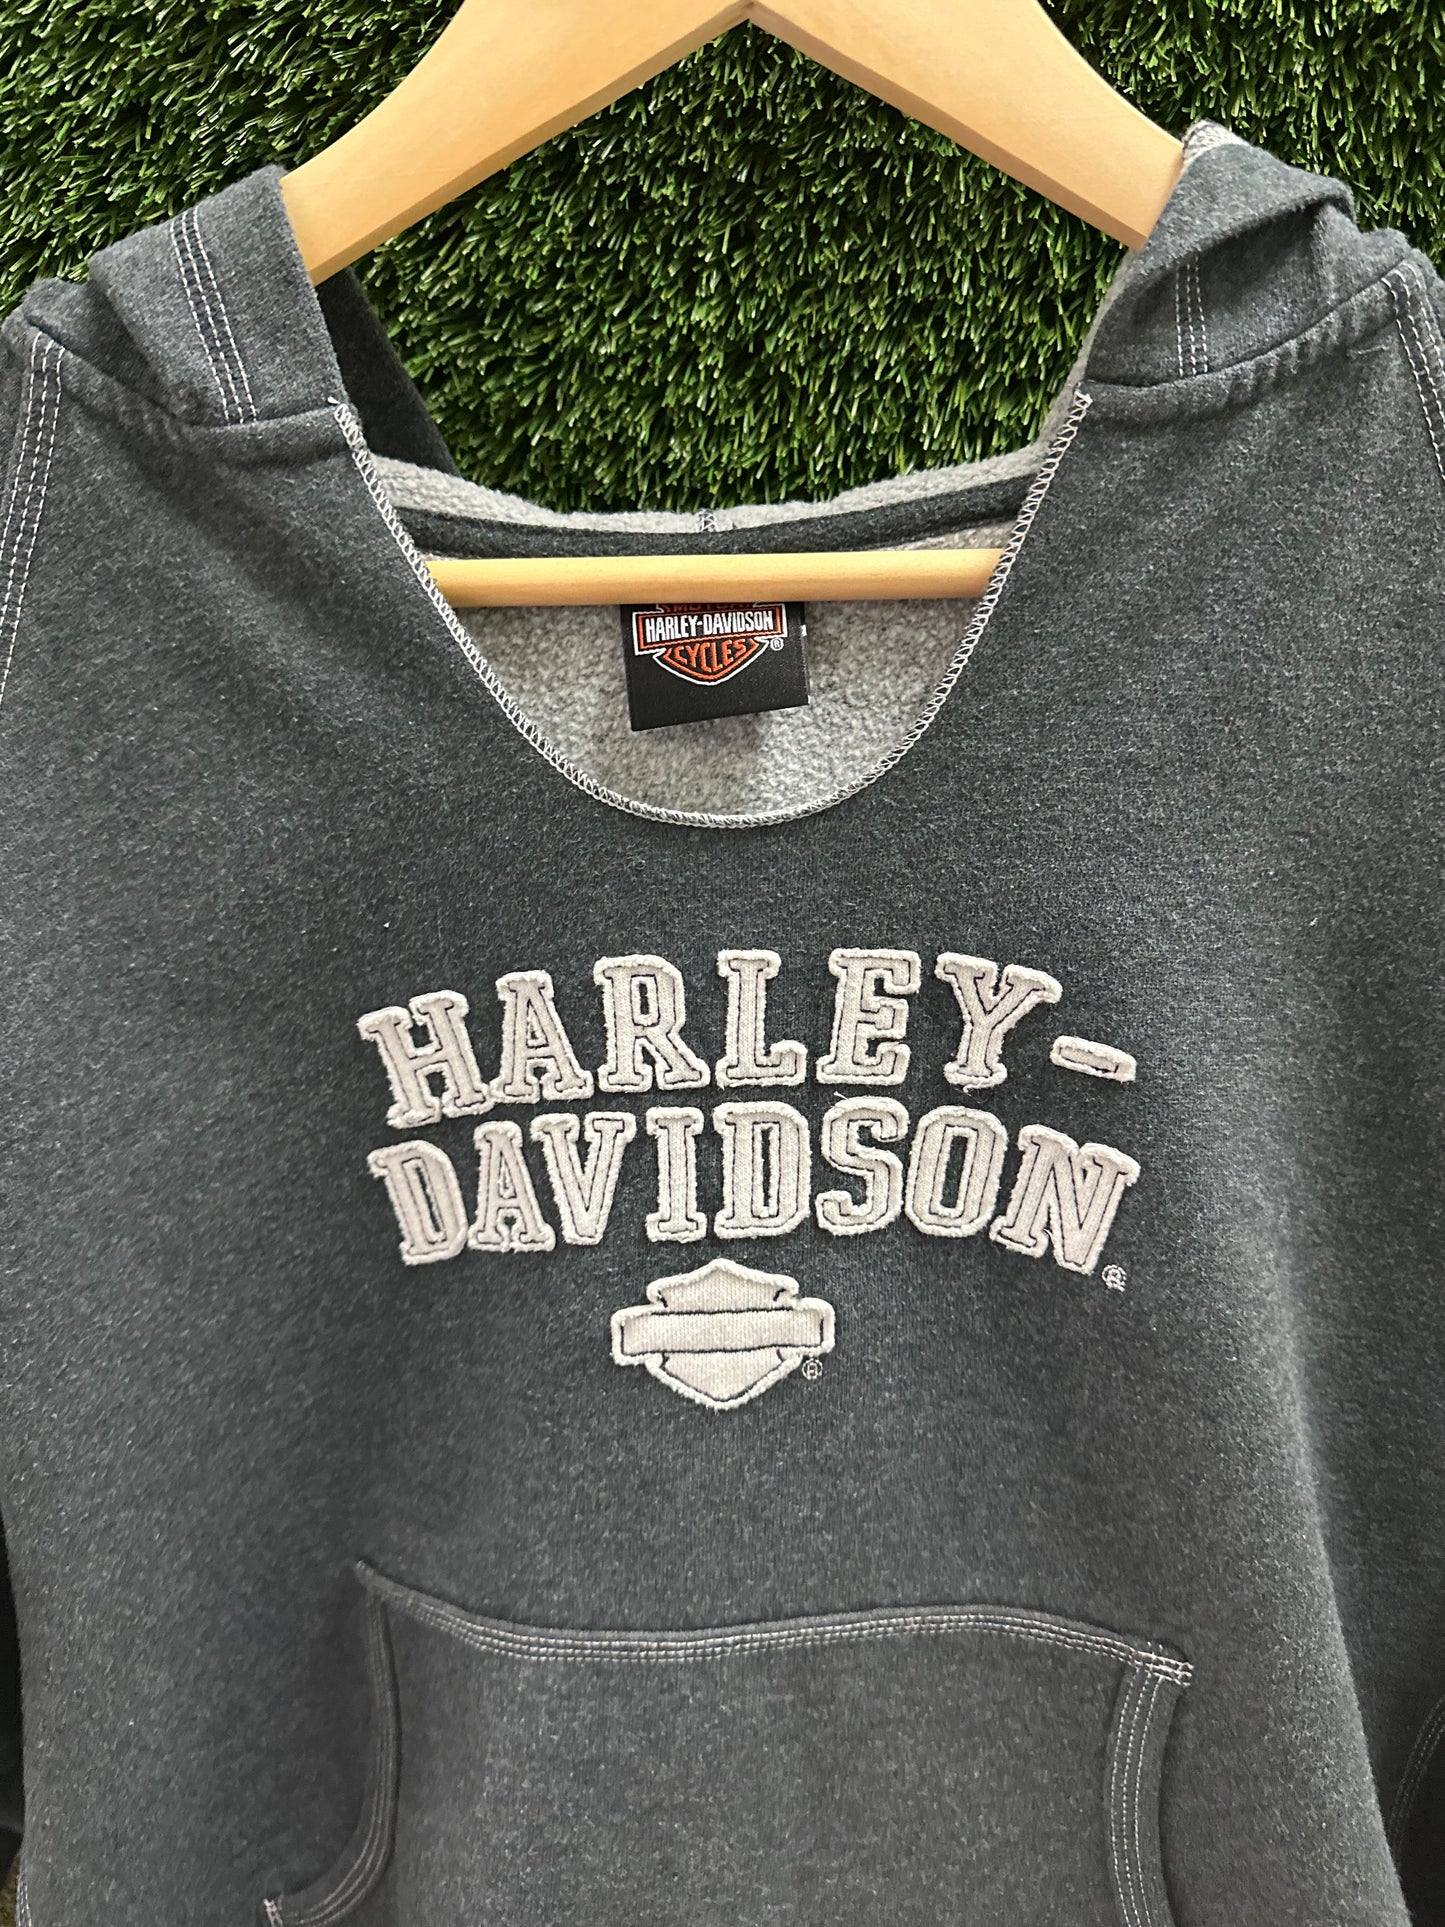 MOTOR
HARLEY-DAVIDSON
CYCLES
®
HARLEY-
DAVIDSON
®
®